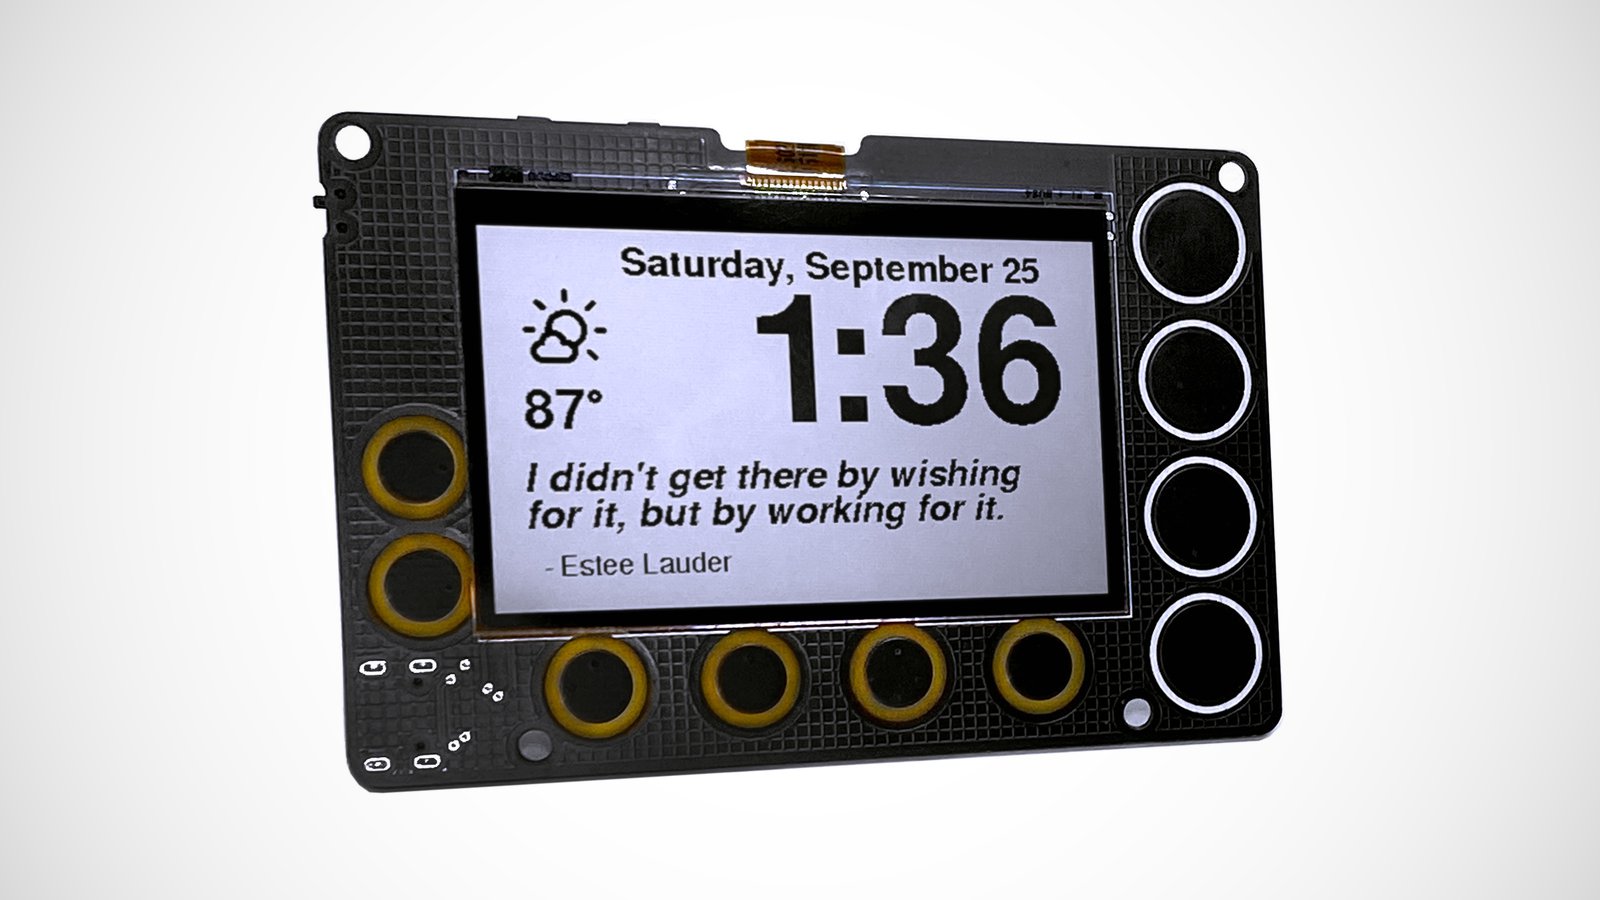 Saturday, September 25
1:36
87°
I didn't get there by wishing
for it, but by working for it.
- Estee Lauder